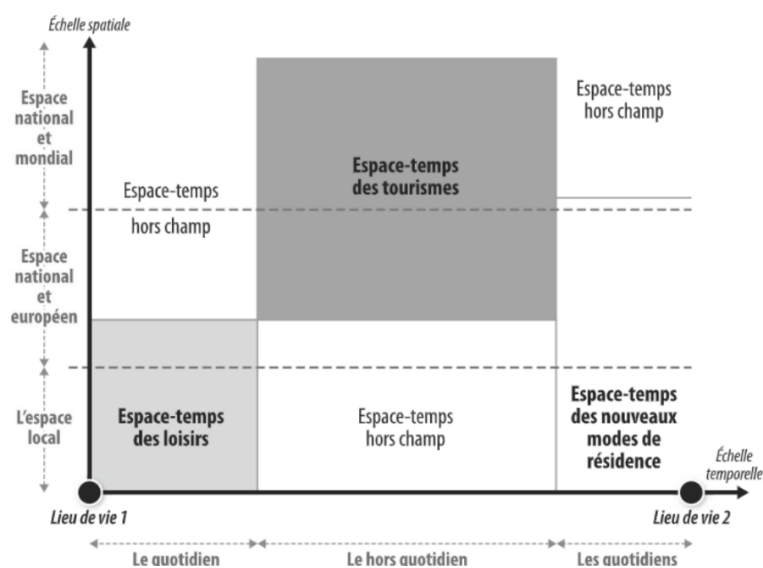 Échelle spatiale
Espace
national
et
mondial
Espace-temps
hors champ
Espace-temps
des tourismes
Espace-temps
hors champ
Espace
national
et
européen
L'espace
local
Espace-temps
des loisirs
Espace-temps
hors champ
Espace-temps
des nouveaux
modes de
résidence
Échelle
temporelle
Lieu de vie 1
Lieu de vie 2
Le quotidien
Le hors quotidien
Les quotidiens